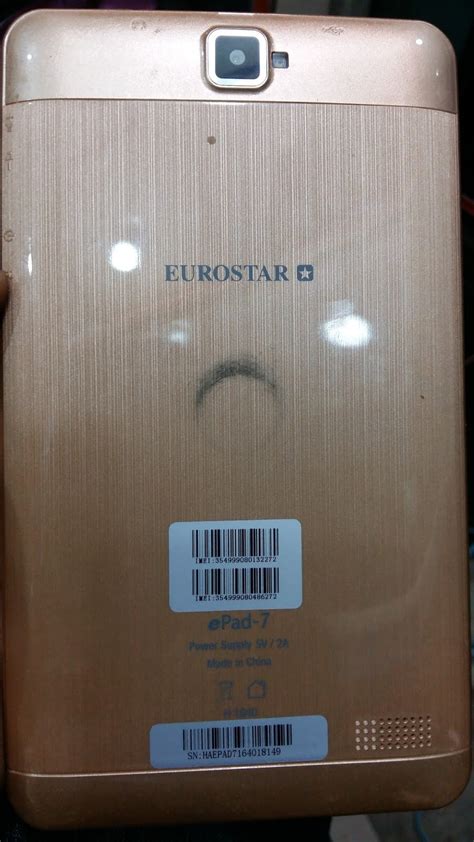 EUROSTAR
IMEI:354999080132272
IMEI:354999080486272
ePad-7
Power Supply 5V / 2A
Made in China
SN:HAEPAD7164018149